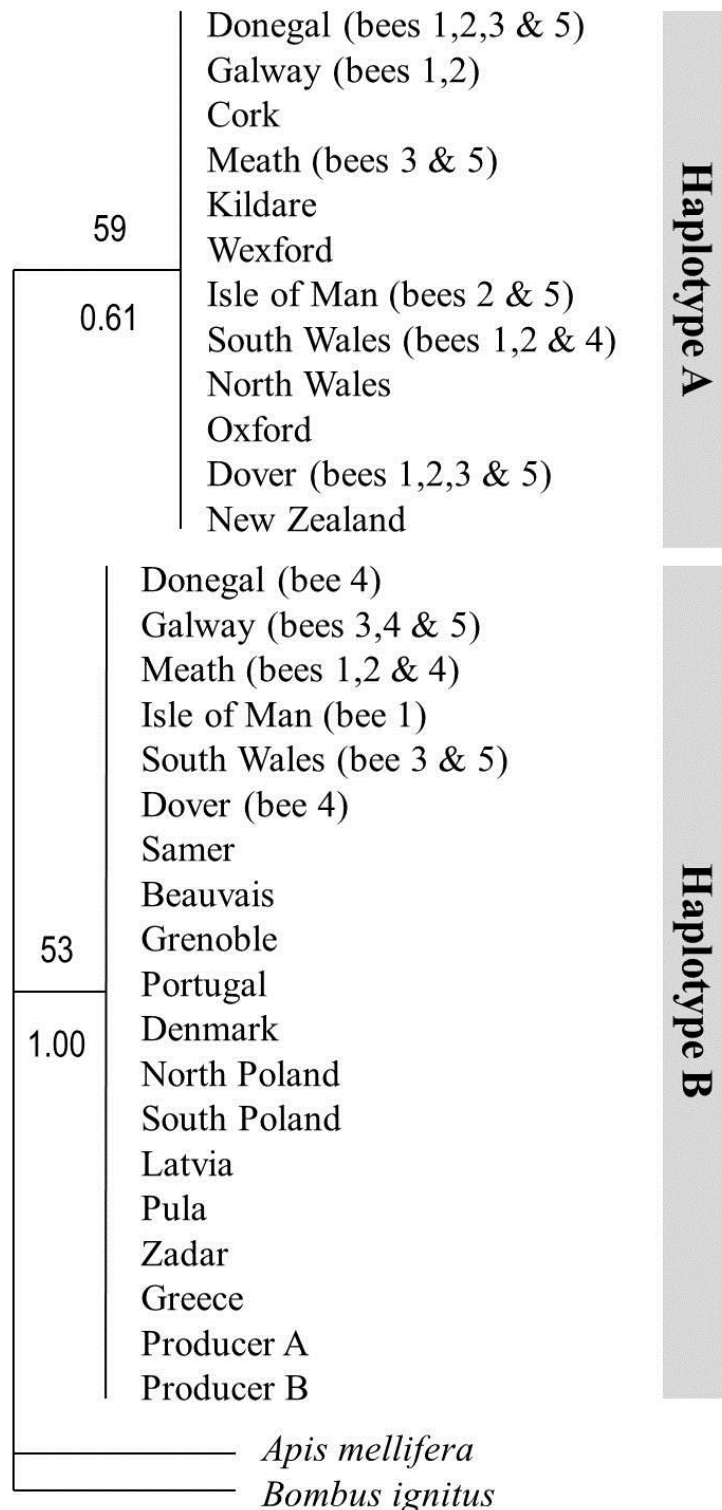 Donegal (bees 1,2,3 & 5)
Galway (bees 1,2)
Cork
Meath (bees 3 & 5)
Kildare
Wexford
Isle of Man (bees 2 & 5)
South Wales (bees 1,2 & 4)
North Wales
Oxford
Dover (bees 1,2,3 & 5)
New Zealand
59
0.61
Haplotype A
Donegal (bee 4)
Galway (bees 3,4 & 5)
Meath (bees 1,2 & 4)
Isle of Man (bee 1)
South Wales (bee 3 & 5)
Dover (bee 4)
Samer
Beauvais
Grenoble
Portugal
Denmark
North Poland
South Poland
Latvia
Pula
Zadar
Greece
Producer A
Producer B
53
1.00
Haplotype B
Apis mellifera
Bombus ignitus